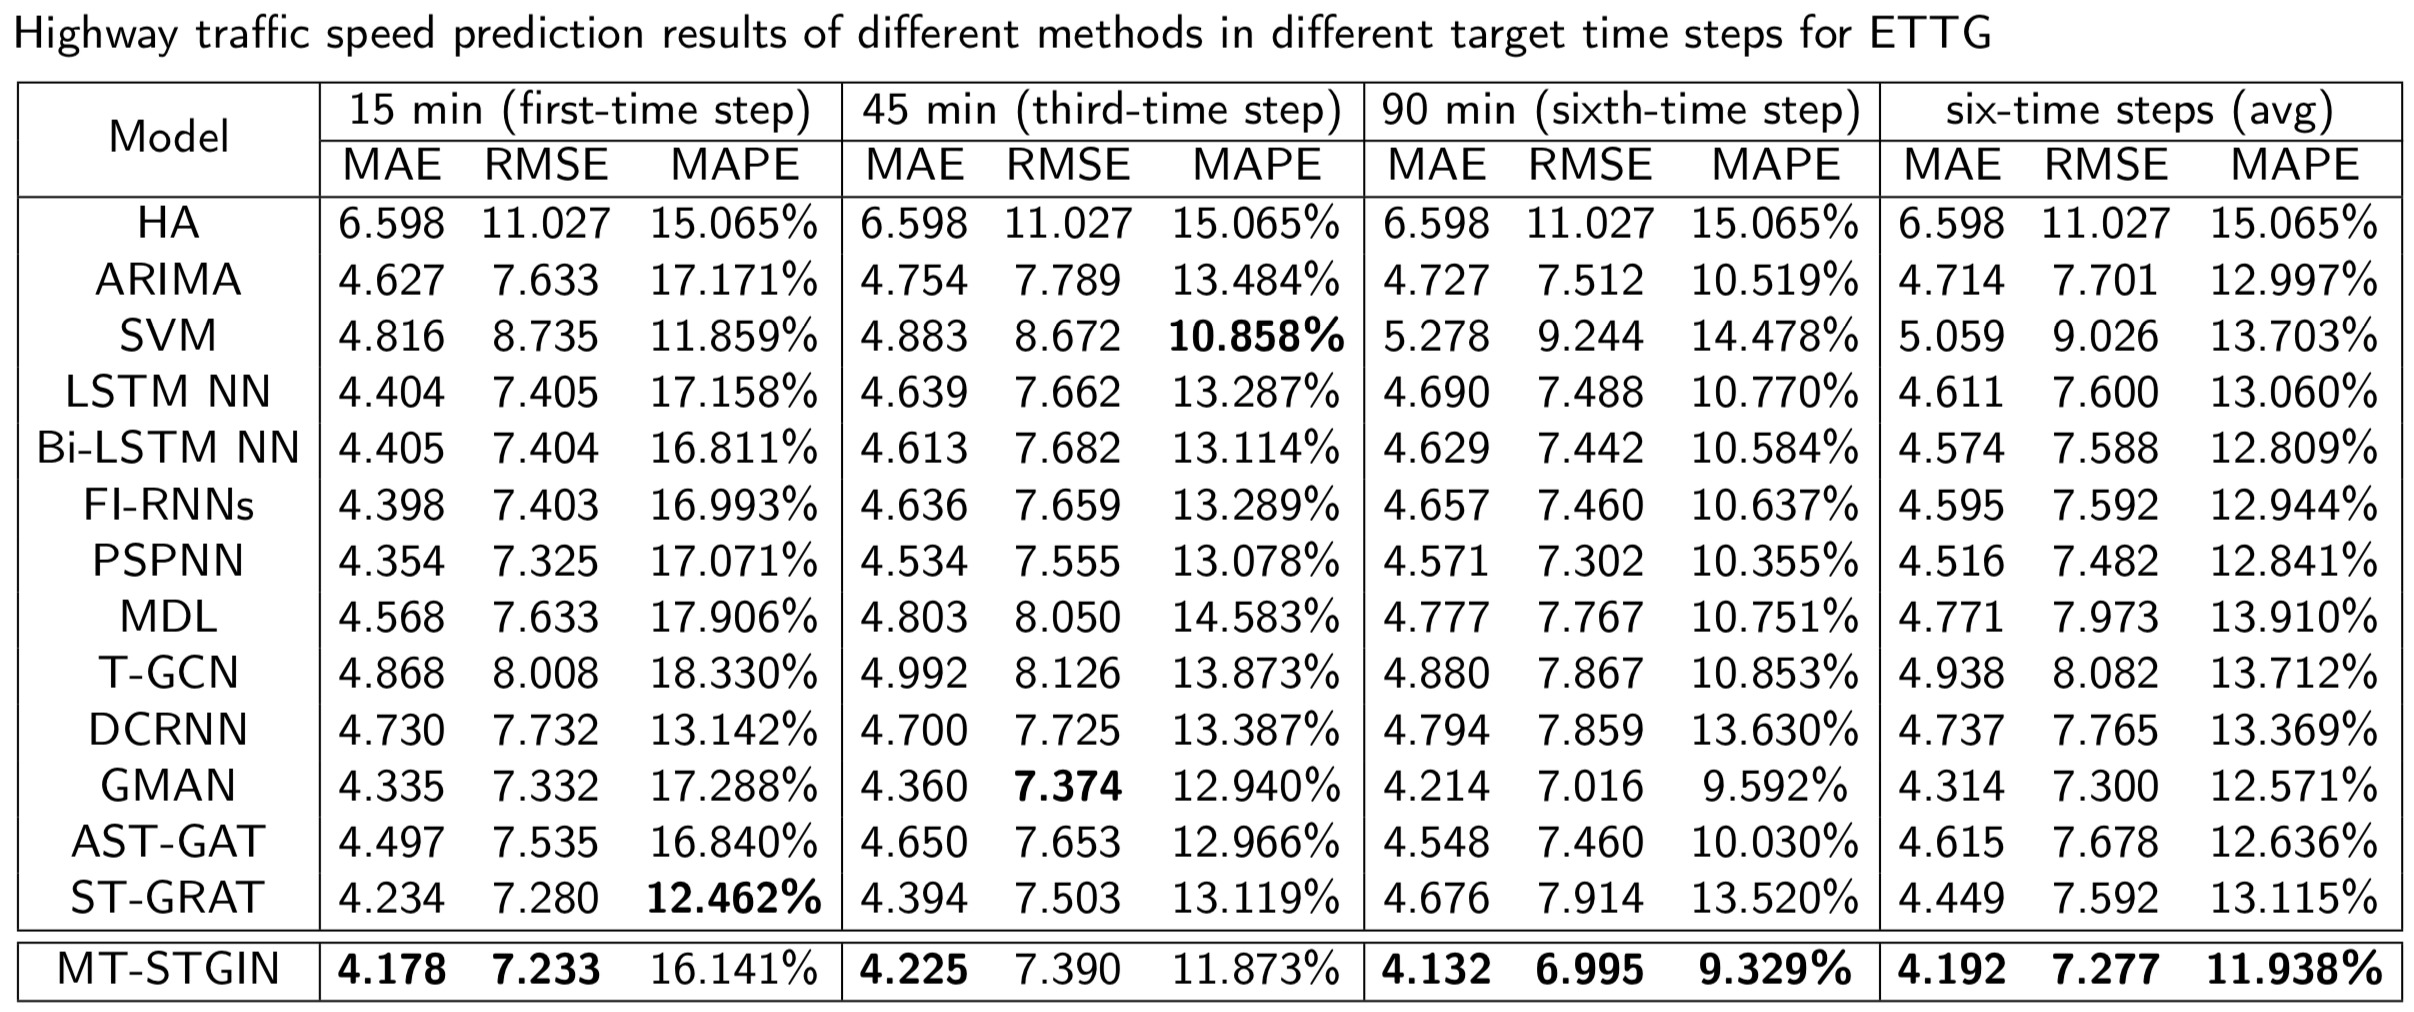 Highway traffic speed prediction results of different methods in different target time steps for ETTG
Model 15 min (first-time step) 45 min (third-time step) 90 min (sixth-time step) six-time steps (avg)
MAE RMSE MAPE MAE RMSE MAPE MAE RMSE MAPE MAE RMSE MAPE
HA 6.598 11.027 15.065% 6.598 11.027 15.065% 6.598 11.027 15.065% 6.598 11.027 15.065%
ARIMA 4.627 7.633 17.171% 4.754 7.789 13.484% 4.727 7.512 10.519% 4.714 7.701 12.997%
SVM 4.816 8.735 11.859% 4.883 8.672 10.858% 5.278 9.244 14.478% 5.059 9.026 13.703%
LSTM NN 4.404 7.405 17.158% 4.639 7.662 13.287% 4.690 7.488 10.770% 4.611 7.600 13.060%
Bi-LSTM NN 4.405 7.404 16.811% 4.613 7.682 13.114% 4.629 7.442 10.584% 4.574 7.588 12.809%
FI-RNNs 4.398 7.403 16.993% 4.636 7.659 13.289% 4.657 7.460 10.637% 4.595 7.592 12.944%
PSPNN 4.354 7.325 17.071% 4.534 7.555 13.078% 4.571 7.302 10.355% 4.516 7.482 12.841%
MDL 4.568 7.633 17.906% 4.803 8.050 14.583% 4.777 7.767 10.751% 4.771 7.973 13.910%
T-GCN 4.868 8.008 18.330% 4.992 8.126 13.873% 4.880 7.867 10.853% 4.938 8.082 13.712%
DCRNN 4.730 7.732 13.142% 4.700 7.725 13.387% 4.794 7.859 13.630% 4.737 7.765 13.369%
GMAN 4.335 7.332 17.288% 4.360 7.374 12.940% 4.214 7.016 9.592% 4.314 7.300 12.571%
AST-GAT 4.497 7.535 16.840% 4.650 7.653 12.966% 4.548 7.460 10.030% 4.615 7.678 12.636%
ST-GRAT 4.234 7.280 12.462% 4.394 7.503 13.119% 4.676 7.914 13.520% 4.449 7.592 13.115%
MT-STGIN 4.178 7.233 16.141% 4.225 7.390 11.873% 4.132 6.995 9.329% 4.192 7.277 11.938%